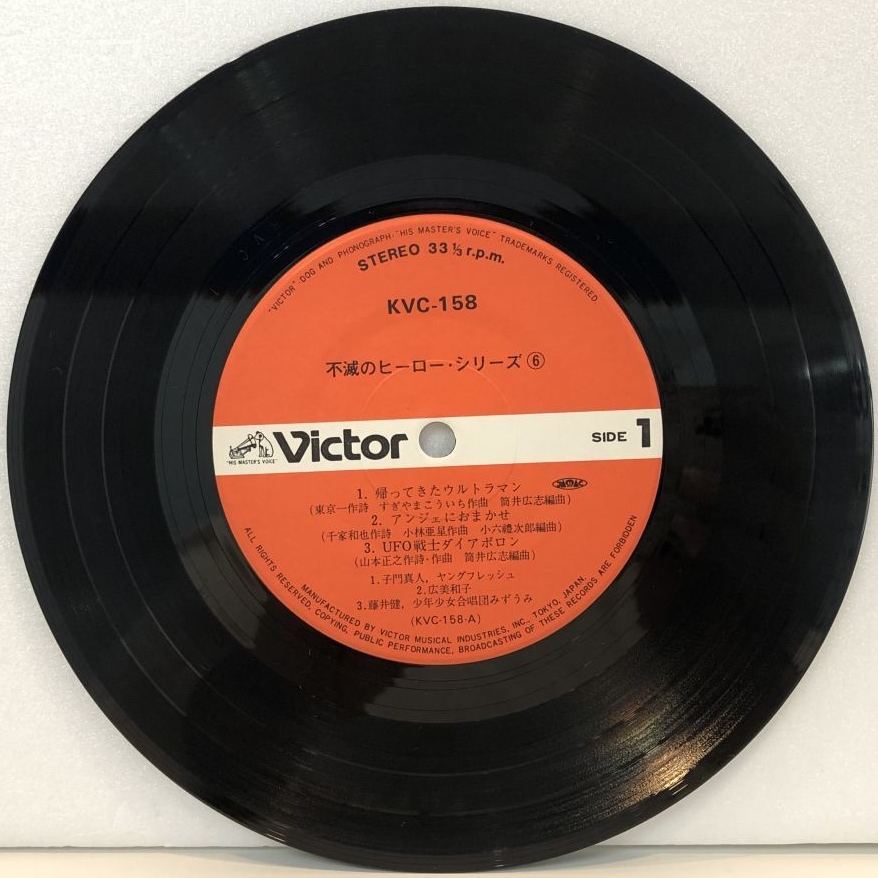 "VICTOR"-DOG AND PHONOGRAPH-"HIS MASTER'S VOICE" TRADEMARKS REGISTERED
STEREO 33 ⅓ r.p.m.
KVC-158
不滅のヒーロー・シリーズ⑥
"HIS MASTER'S VOICE"
Victor
SIDE 1
1. 帰ってきたウルトラマン
JASRAC
(東京一作詩 すぎやまこういち作曲 筒井広志編曲)
2. アンジェにおまかせ
(千家和也作詩 小林亜星作曲 小六禮次郎編曲)
3. UFO戦士ダイアポロン
(山本正之作詩・作曲 筒井広志編曲)
1.子門真人, ヤングフレッシュ
2.広美和子
3.藤井健, 少年少女合唱団みずうみ
(KVC-158-A)
MANUFACTURED BY VICTOR MUSICAL INDUSTRIES, INC., TOKYO, JAPAN.
ALL RIGHTS RESERVED, COPYING, PUBLIC PERFORMANCE, BROADCASTING OF THESE RECORDS ARE FORBIDDEN